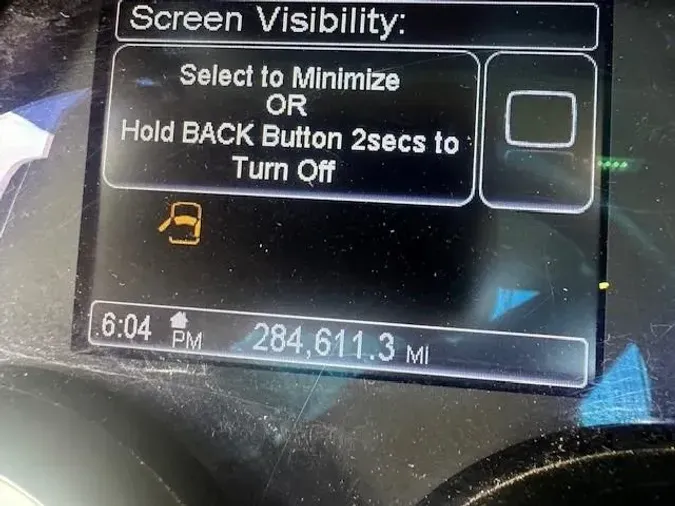 Screen Visibility:
Select to Minimize
OR
Hold BACK Button 2secs to
Turn Off
6:04 PM 284,611.3 MI